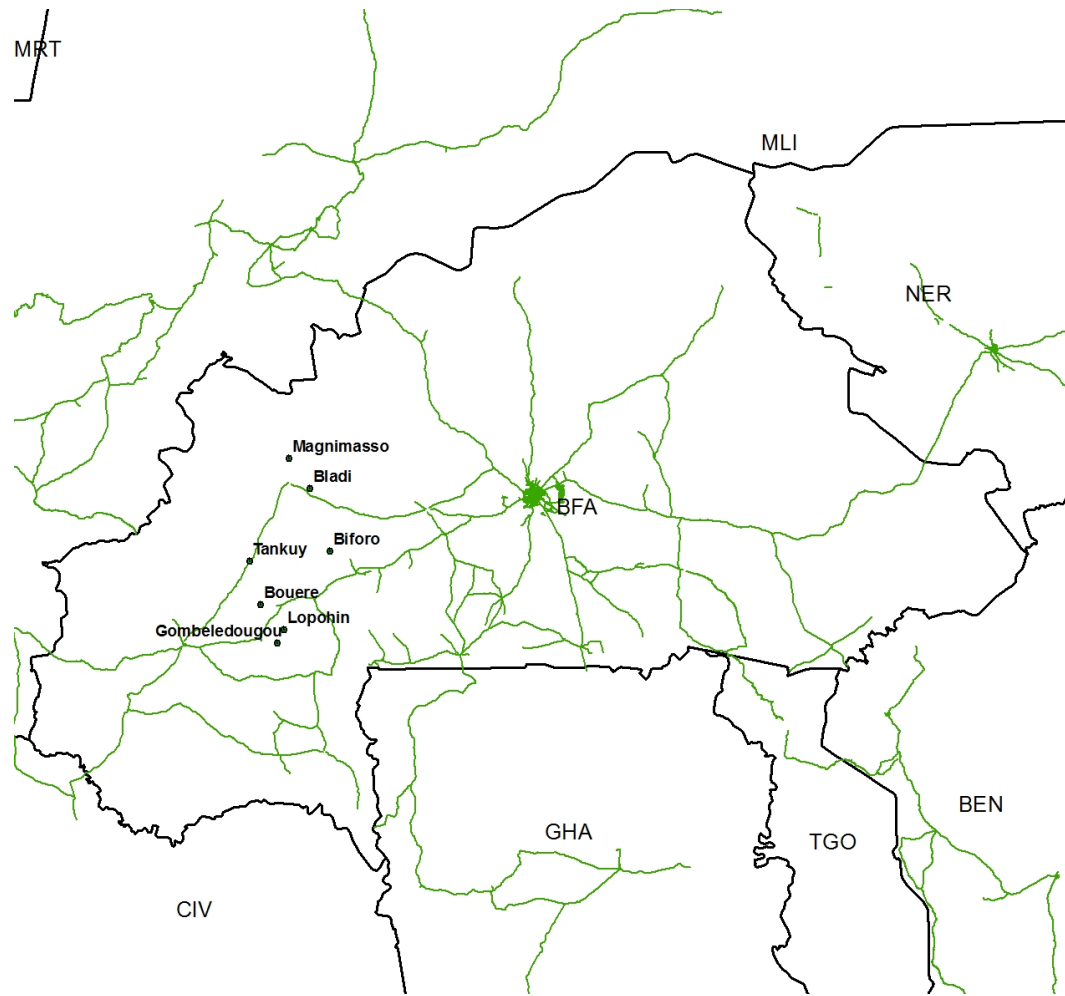 MRT
MLI
NER
Magnimasso
Bladi
BFA
Biforo
Tankuy
Bouere
Lopohin
Gombeledougou
BEN
GHA
TGO
CIV